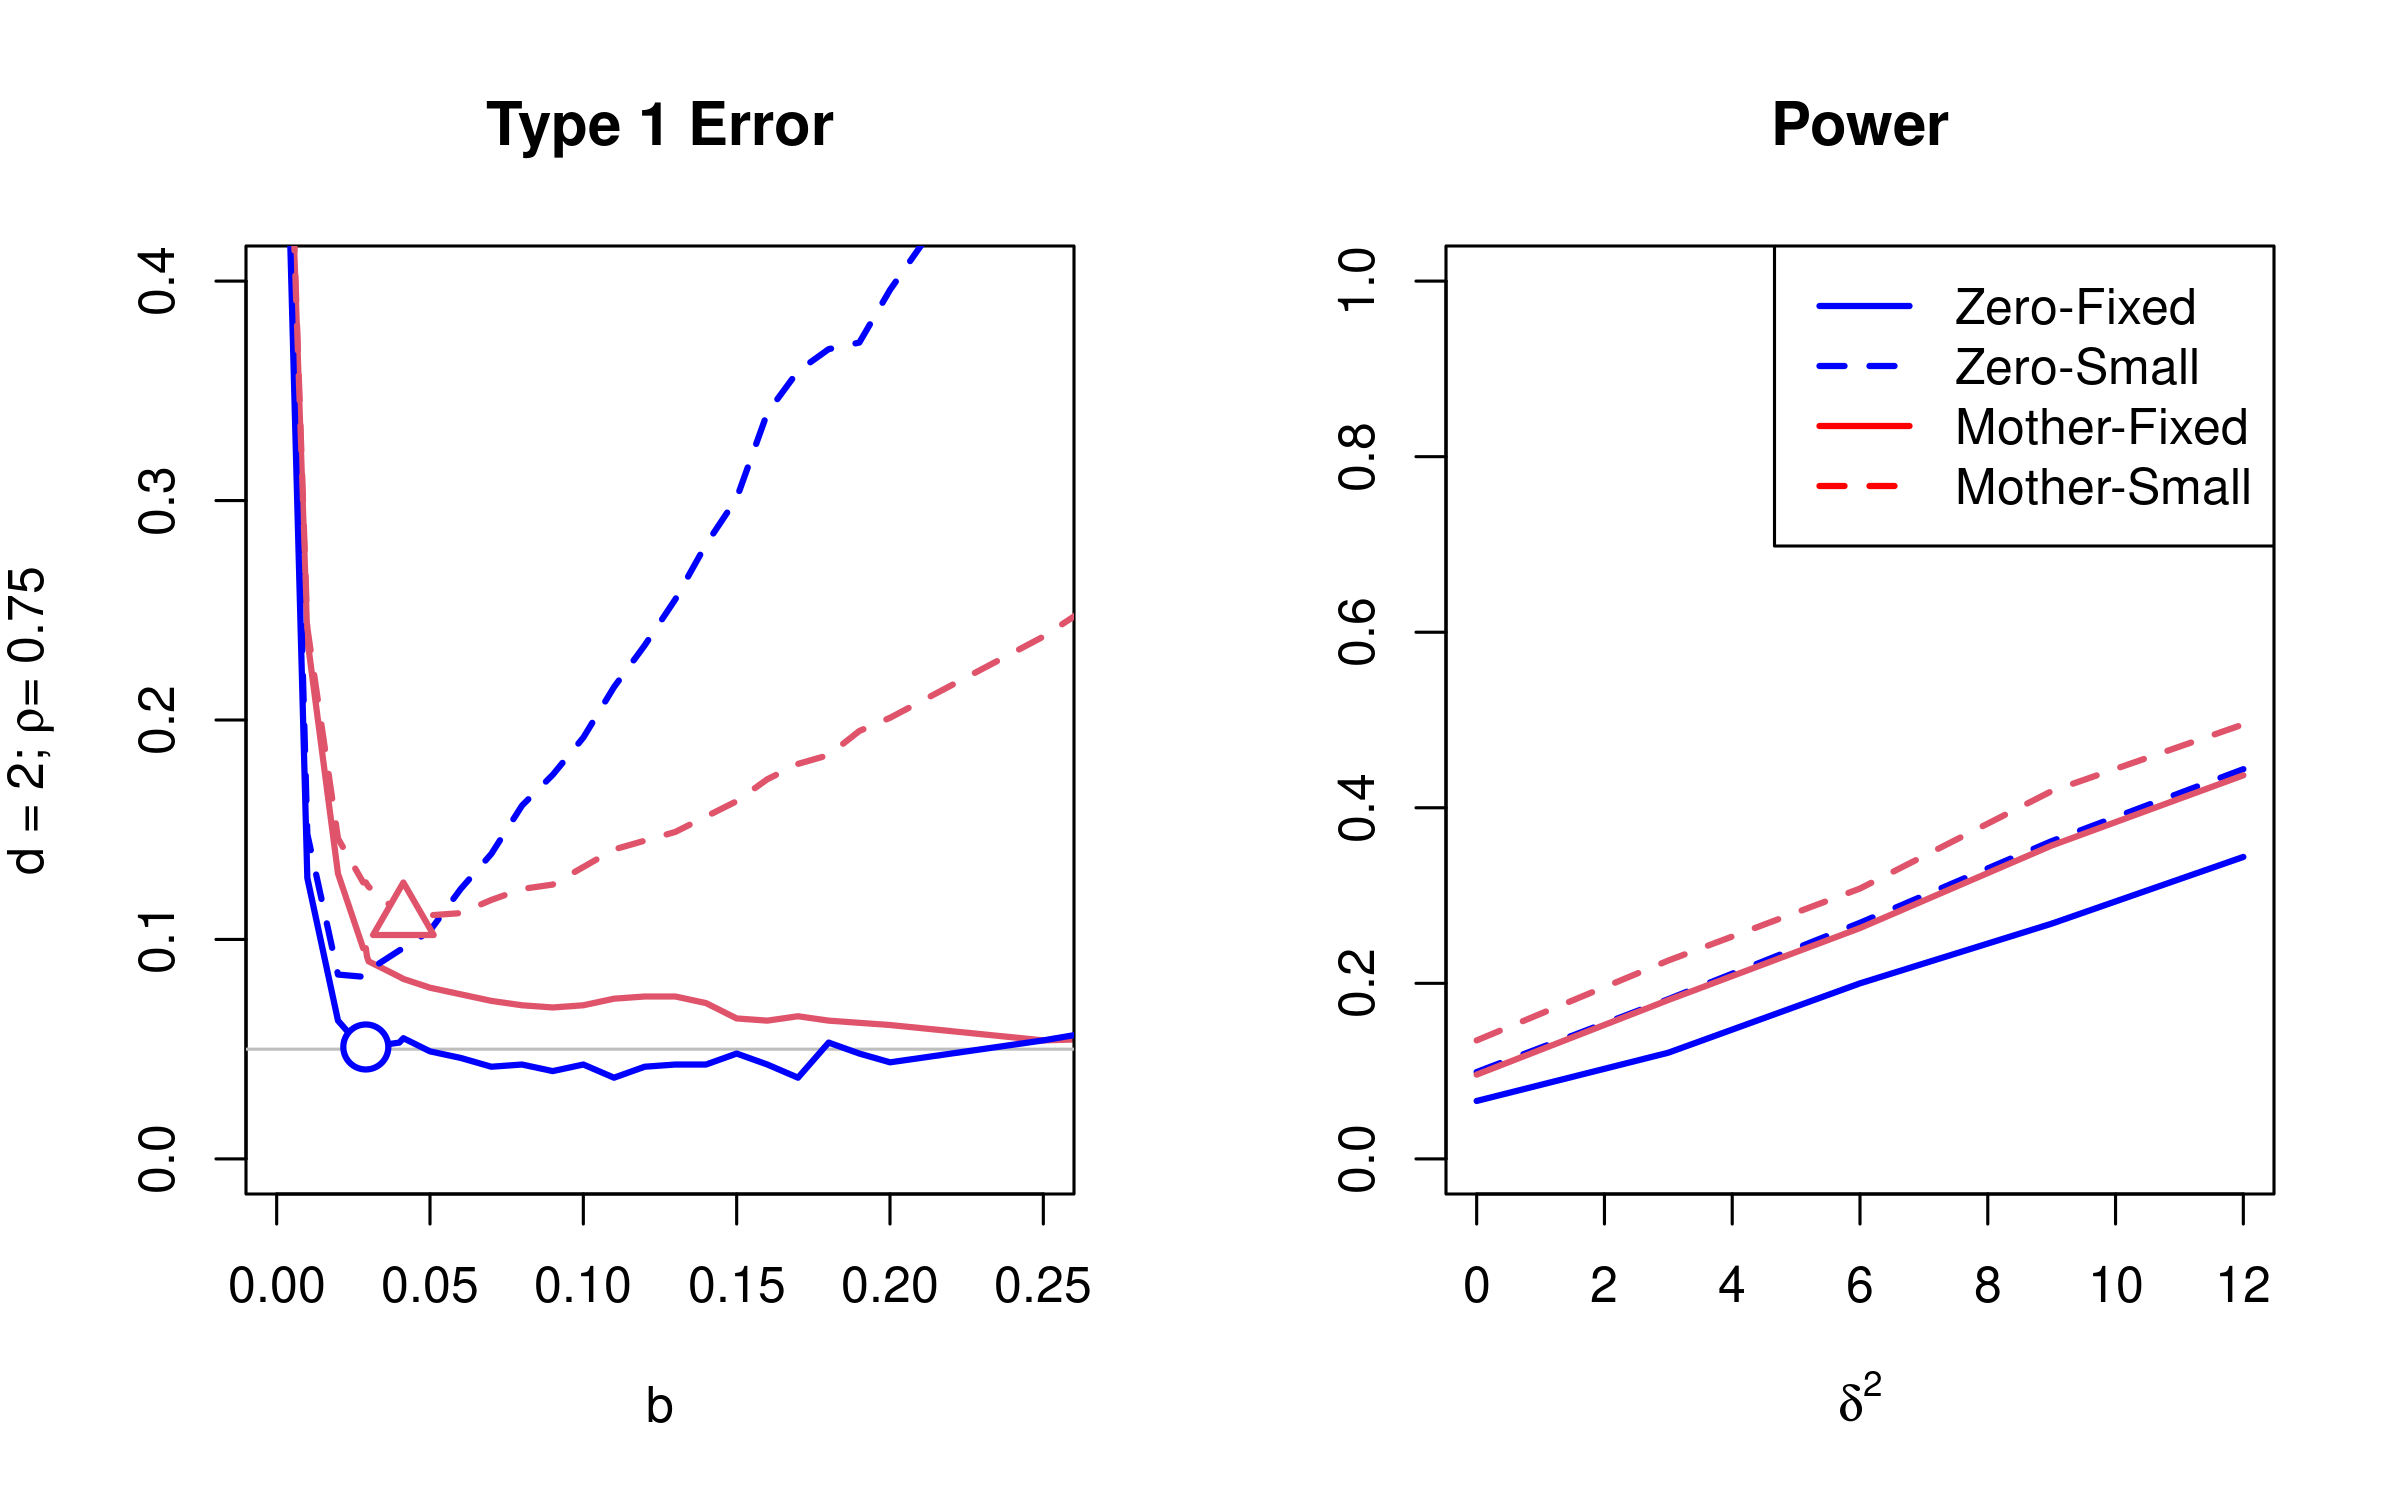 Type 1 Error
d = 2; ρ= 0.75
0.4
0.3
0.2
0.1
0.0
0.00 0.05 0.10 0.15 0.20 0.25
b
Power
1.0
0.8
0.6
0.4
0.2
0.0
Zero-Fixed
Zero-Small
Mother-Fixed
Mother-Small
0 2 4 6 8 10 12
δ²